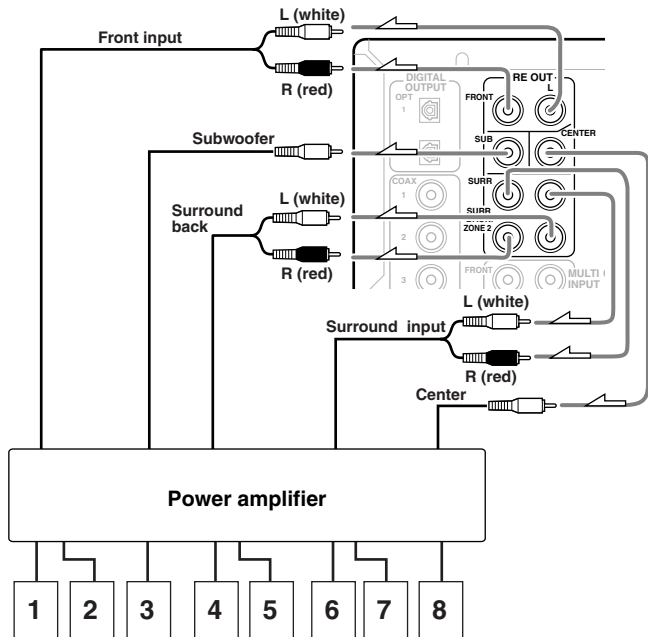 L (white)
Front input
R (red)
DIGITAL
OUTPUT
OPT
1
RE OUT
L
FRONT
SUB
CENTER
Subwoofer
COAX
1
SURR
L (white)
Surround
back
SURR
ZONE 2
2
R (red)
3
FRONT
MULTI
INPUT
L (white)
Surround input
R (red)
Center
Power amplifier
1 2 3 4 5 6 7 8